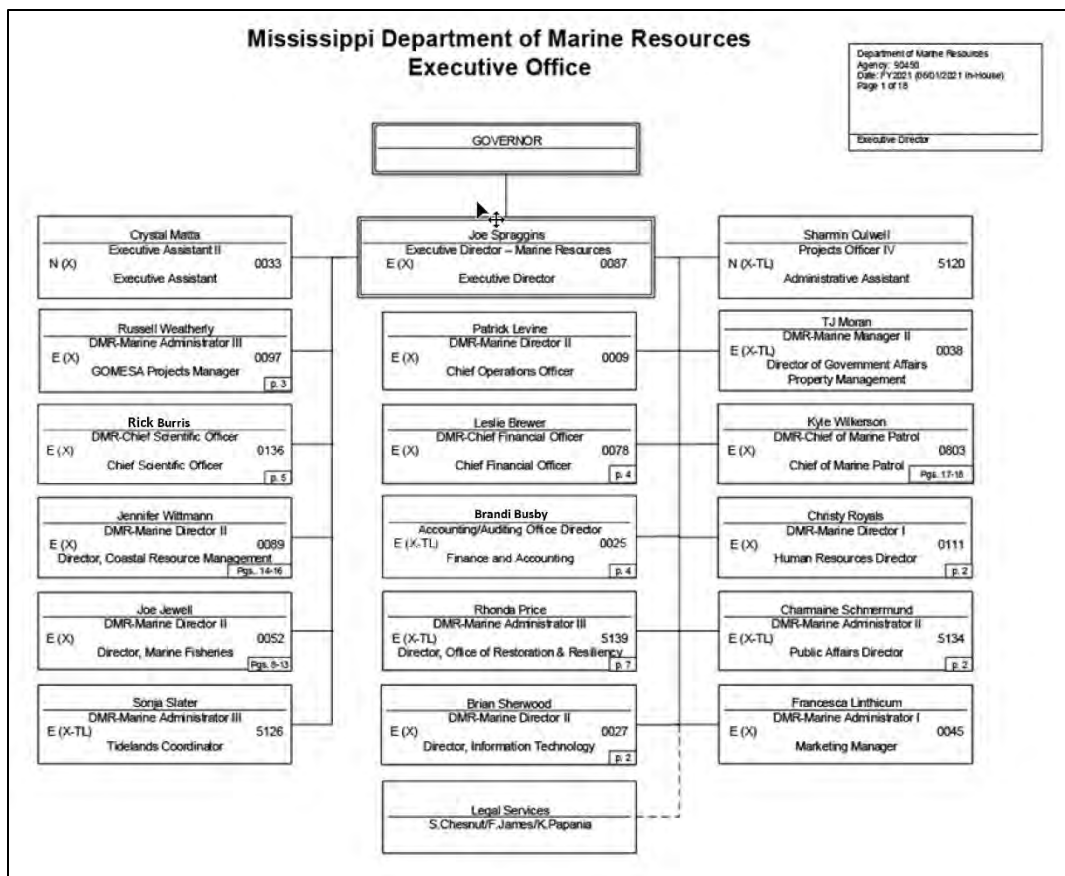 Mississippi Department of Marine Resources
Executive Office
Department of Marine Resources
Agency: 90450
Date: FY2021 (06/01/2021 In-House)
Page 1 of 18
Executive Director
GOVERNOR
Crystal Matta
Executive Assistant II
N (X) 0033
Executive Assistant
Joe Spraggins
Executive Director – Marine Resources
E (X) 0087
Executive Director
Sharmin Culwell
Projects Officer IV
N (X-TL) 5120
Administrative Assistant
Russell Weatherly
DMR-Marine Administrator III
E (X) 0097
GOMESA Projects Manager
p. 3
Patrick Levine
DMR-Marine Director II
E (X) 0009
Chief Operations Officer
TJ Moran
DMR-Marine Manager II
E (X-TL) 0038
Director of Government Affairs
Property Management
Rick Burris
DMR-Chief Scientific Officer
E (X) 0136
Chief Scientific Officer
p. 5
Leslie Brewer
DMR-Chief Financial Officer
E (X) 0078
Chief Financial Officer
p. 4
Kyle Wilkerson
DMR-Chief of Marine Patrol
E (X) 0803
Chief of Marine Patrol
Pgs. 17-18
Jennifer Wittmann
DMR-Marine Director II
E (X) 0089
Director, Coastal Resource Management
Pgs. 14-16
Brandi Busby
Accounting/Auditing Office Director
E (X-TL) 0025
Finance and Accounting
p. 4
Christy Royals
DMR-Marine Director I
E (X) 0111
Human Resources Director
p. 2
Joe Jewell
DMR-Marine Director II
E (X) 0052
Director, Marine Fisheries
Pgs. 8-13
Rhonda Price
DMR-Marine Administrator III
E (X-TL) 5139
Director, Office of Restoration & Resiliency
p. 7
Charmaine Schmermund
DMR-Marine Administrator II
E (X-TL) 5134
Public Affairs Director
p. 2
Sonja Slater
DMR-Marine Administrator III
E (X-TL) 5126
Tidelands Coordinator
Brian Sherwood
DMR-Marine Director II
E (X) 0027
Director, Information Technology
p. 2
Francesca Linthicum
DMR-Marine Administrator I
E (X) 0045
Marketing Manager
Legal Services
S.Chesnut/F.James/K.Papania